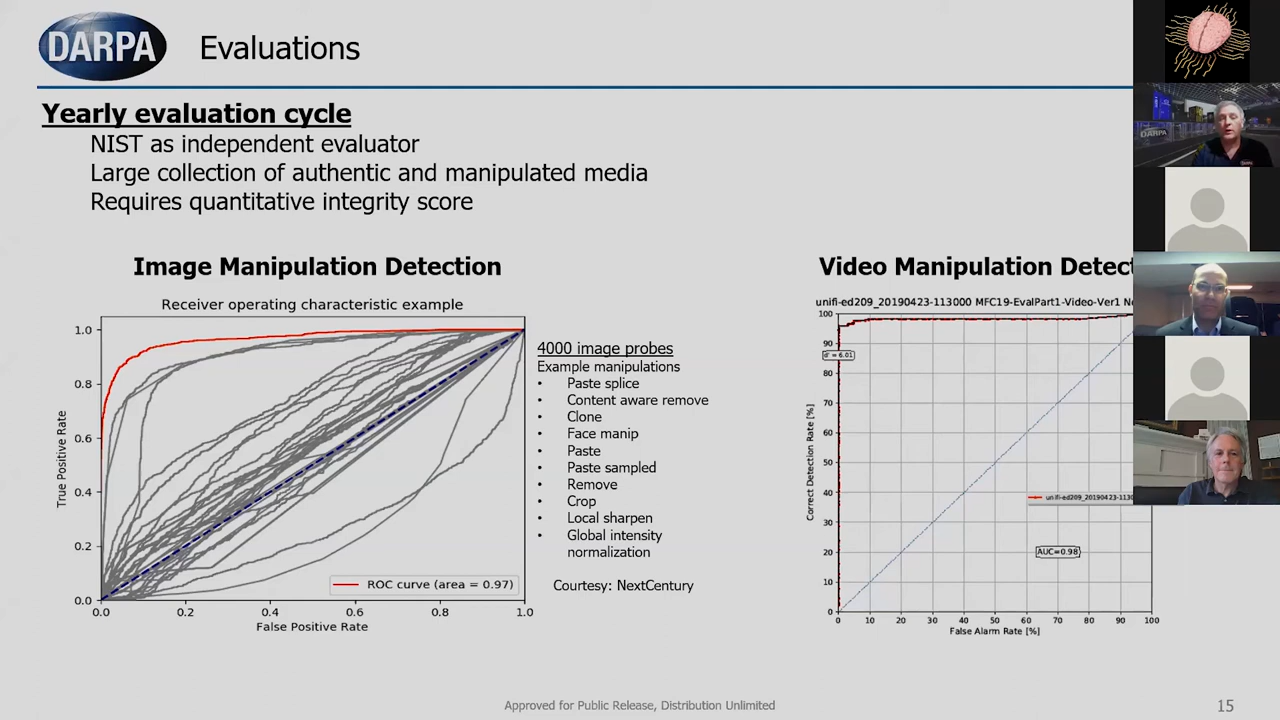 DARPA
Evaluations
Yearly evaluation cycle
NIST as independent evaluator
Large collection of authentic and manipulated media
Requires quantitative integrity score
Image Manipulation Detection
Receiver operating characteristic example
1.0
0.8
0.6
0.4
0.2
0.0
True Positive Rate
ROC curve (area = 0.97)
0.0 0.2 0.4 0.6 0.8 1.0
False Positive Rate
4000 image probes
Example manipulations
• Paste splice
• Content aware remove
• Clone
• Face manip
• Paste
• Paste sampled
• Remove
• Crop
• Local sharpen
• Global intensity
normalization
Courtesy: NextCentury
Video Manipulation Detect
unifi-ed209_20190423-113000 MFC19-EvalPart1-Video-Ver1
100
90
d' = 6.01
80
70
60
50
40
30
20
10
0
Correct Detection Rate [%]
unifi-ed209_20190423-1130
AUC=0.98
0 10 20 30 40 50 60 70 80 90 100
False Alarm Rate [%]
DARPA
DARPA
Approved for Public Release, Distribution Unlimited
15